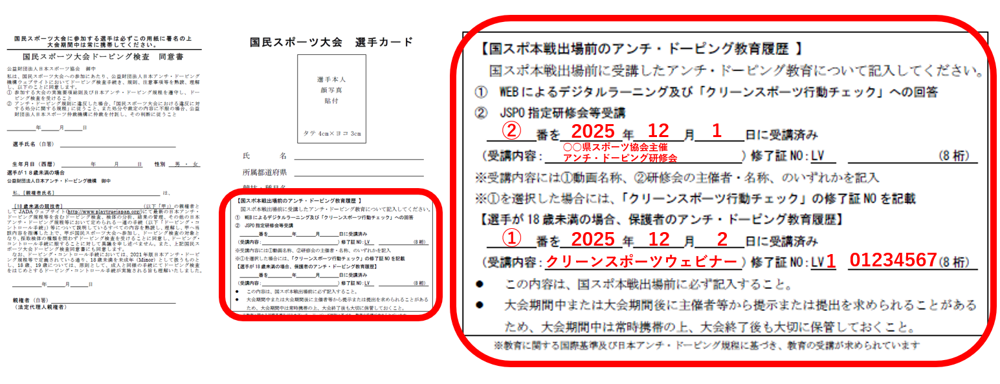 国民スポーツ大会に参加する選手は必ずこの用紙に署名の上
大会期間中は常に携帯してください。
国民スポーツ大会ドーピング検査　同意書
公益財団法人日本スポーツ協会　御中
私は、国民スポーツ大会への参加にあたり、公益財団法人日本アンチ・ドーピング
機構ウェブサイトにおいてドーピング検査手続き、規則、注意事項等を熟読、理解
し、以下のことに同意します。
① 参加する大会の実施要項総則及び日本アンチ・ドーピング規程を遵守し、ドー
ピング検査を受けること
② アンチ・ドーピング規則に違反した場合、「国民スポーツ大会における違反に対
する処分に関する規程」に従うこと、また処分や裁定の内容に不服の場合、公益
財団法人日本スポーツ仲裁機構に仲裁を付託し、その判断に従うこと
年　月　日
選手氏名（自署）
生年月日（西暦）　年　月　日　性別　男 ・ 女
選手が１８歳未満の場合
公益財団法人日本アンチ・ドーピング機構　御中
私、[親権者氏名]　は、
[18 歳未満の競技者]　（以下「甲」）の親権者と
して JADA ウェブサイト(http://www.playtruejapan.org/)にて最新の日本アンチ・
ドーピング規程等を含むドーピング検査、検体の分析、結果の管理、その他の日本
アンチ・ドーピング規程等において定められる一連の手続（以下「ドーピング・コ
ントロール手続」）等について説明しているすべての内容を熟読し、理解し、甲へ当
該内容を指導した上で、甲が国民スポーツ大会へ参加し、ドーピング検査の対象と
なり、採取検体の種類を問わずドーピング検査を受けることに同意し、ドーピング・
コントロール手続に服することに対して異議を申し述べません。また、上記国民ス
ポーツ大会ドーピング検査同意書にも同意します。
なお、ドーピング・コントロール手続においては、2021 年版日本アンチ・ドーピ
ング規程等で定義されている通り、18 歳未満を未成年（Minor）として扱うものと
し、18 歳、19 歳については、原則として、成人と同様の手続にてドーピング検査
をはじめとするドーピング・コントロール手続が実施される旨も理解いたしました。
年　月　日
親権者（自署）
（法定代理人親権者）
国民スポーツ大会　選手カード
選手本人
顔写真
貼付
タテ 4cm×ヨコ 3cm
氏　名
所属都道府県
競技・種目名
【国スポ本戦出場前のアンチ・ドーピング教育履歴 】
国スポ本戦出場前に受講したアンチ・ドーピング教育について記入してください。
①　WEB によるデジタルラーニング及び「クリーンスポーツ行動チェック」への回答
②　JSPO 指定研修会等受講
番を　年　月　日に受講済み
（受講内容：　）修了証 NO：LV　（8 桁）
※受講内容には①動画名称、②研修会の主催者・名称、のいずれかを記入
※①を選択した場合には、「クリーンスポーツ行動チェック」の修了証 NO を記載
【選手が 18 歳未満の場合、保護者のアンチ・ドーピング教育履歴】
番を　年　月　日に受講済み
（受講内容：　）修了証 NO：LV　（8 桁）
● この内容は、国スポ本戦出場前に必ず記入すること。
● 大会期間中または大会期間後に主催者等から提示または提出を求められることがある
ため、大会期間中は常時携帯の上、大会終了後も大切に保管しておくこと。
【国スポ本戦出場前のアンチ・ドーピング教育履歴 】
国スポ本戦出場前に受講したアンチ・ドーピング教育について記入してください。
①　WEB によるデジタルラーニング及び「クリーンスポーツ行動チェック」への回答
②　JSPO 指定研修会等受講
② 番を 2025 年 12 月 1 日に受講済み
〇〇県スポーツ協会主催
（受講内容：アンチ・ドーピング研修会）修了証 NO：LV　（8 桁）
※受講内容には①動画名称、②研修会の主催者・名称、のいずれかを記入
※①を選択した場合には、「クリーンスポーツ行動チェック」の修了証 NO を記載
【選手が 18 歳未満の場合、保護者のアンチ・ドーピング教育履歴】
① 番を 2025 年 12 月 2 日に受講済み
（受講内容：クリーンスポーツウェビナー）修了証 NO：LV 1 01234567（8 桁）
● この内容は、国スポ本戦出場前に必ず記入すること。
● 大会期間中または大会期間後に主催者等から提示または提出を求められることがある
ため、大会期間中は常時携帯の上、大会終了後も大切に保管しておくこと。
※教育に関する国際基準及び日本アンチ・ドーピング規程に基づき、教育の受講が求められています